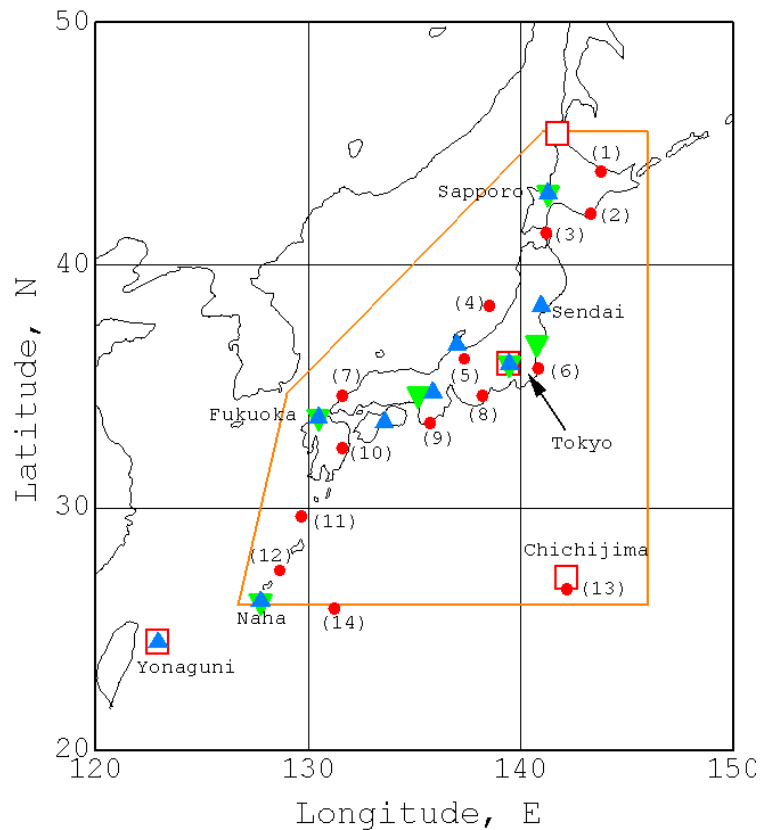 50
(1)
Sapporo
(2)
(3)
40
(4)
Sendai
(5)
(6)
(7)
(8)
Fukuoka
(9)
Tokyo
(10)
30
(11)
Chichijima
(12)
(13)
Naha
(14)
Yonaguni
20
120
130
140
150
Longitude, E
Latitude, N